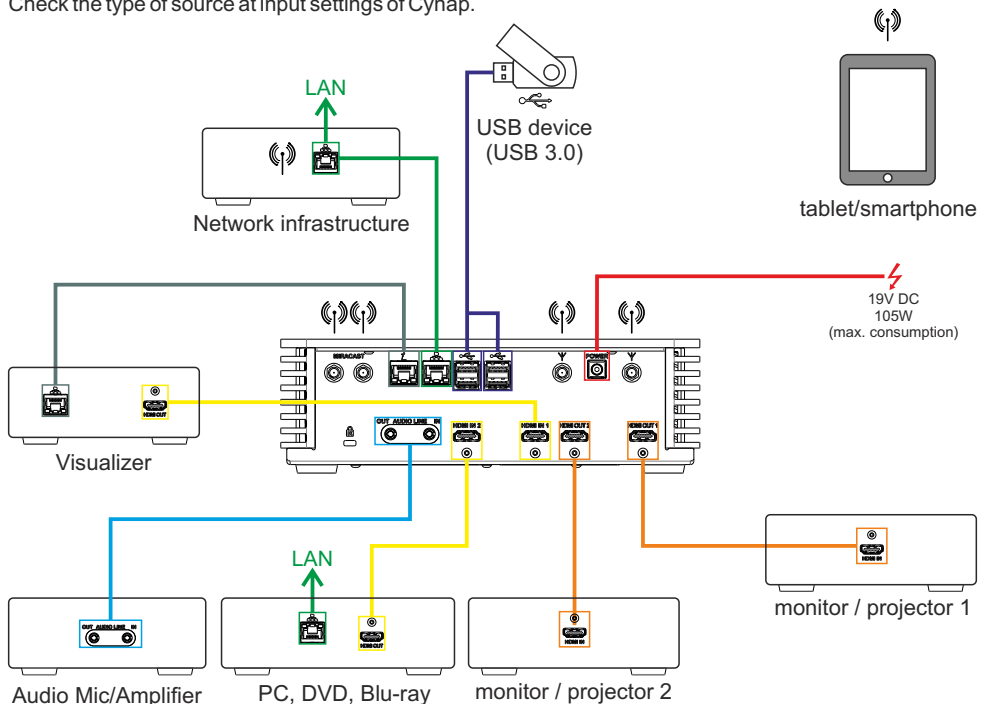 Check the type of source at input settings of Cynap.
LAN
USB device
(USB 3.0)
Network infrastructure
tablet/smartphone
19V DC
105W
(max. consumption)
MIRACAST
POWER
HDMI OUT
OUT AUDIO LINE IN
HDMI IN 2
HDMI IN 1
HDMI OUT 2
HDMI OUT 1
Visualizer
HDMI IN
monitor / projector 1
LAN
OUT AUDIO LINE IN
HDMI OUT
HDMI IN
Audio Mic/Amplifier
PC, DVD, Blu-ray
monitor / projector 2